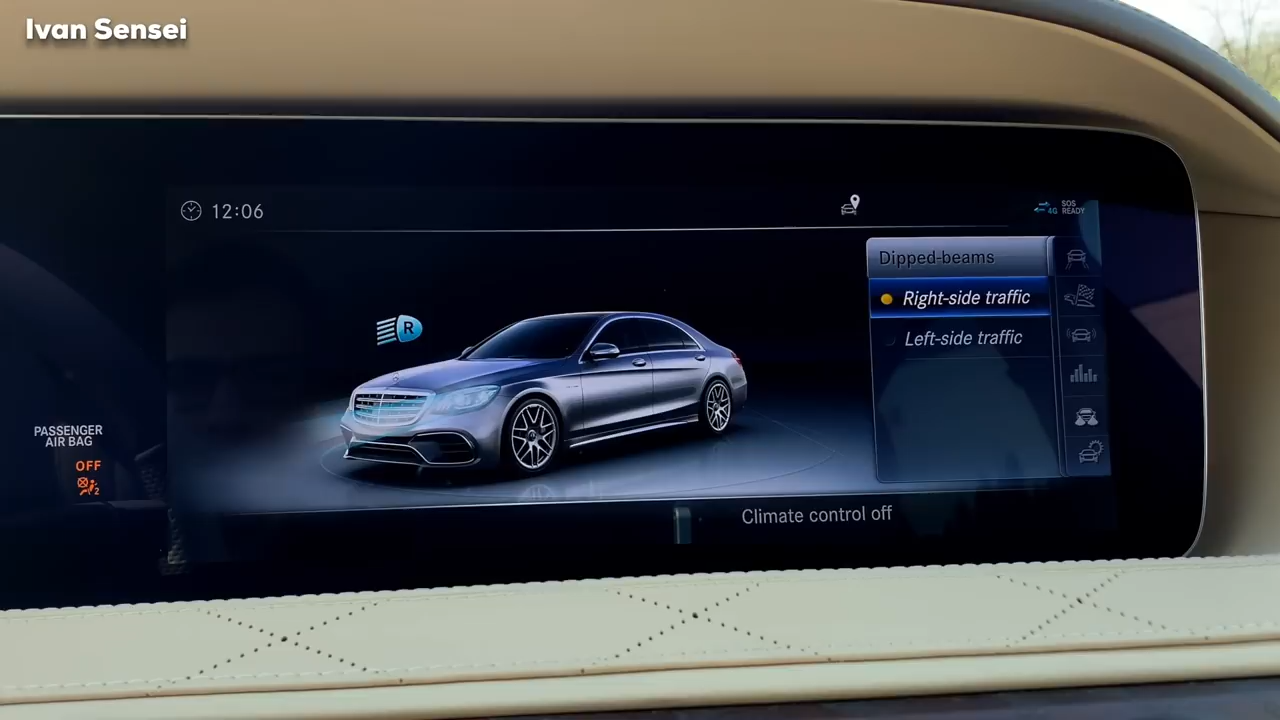 Ivan Sensei
12:06
4G
SOS
READY
Dipped-beams
Right-side traffic
Left-side traffic
R
PASSENGER
AIR BAG
OFF
2
Climate control off